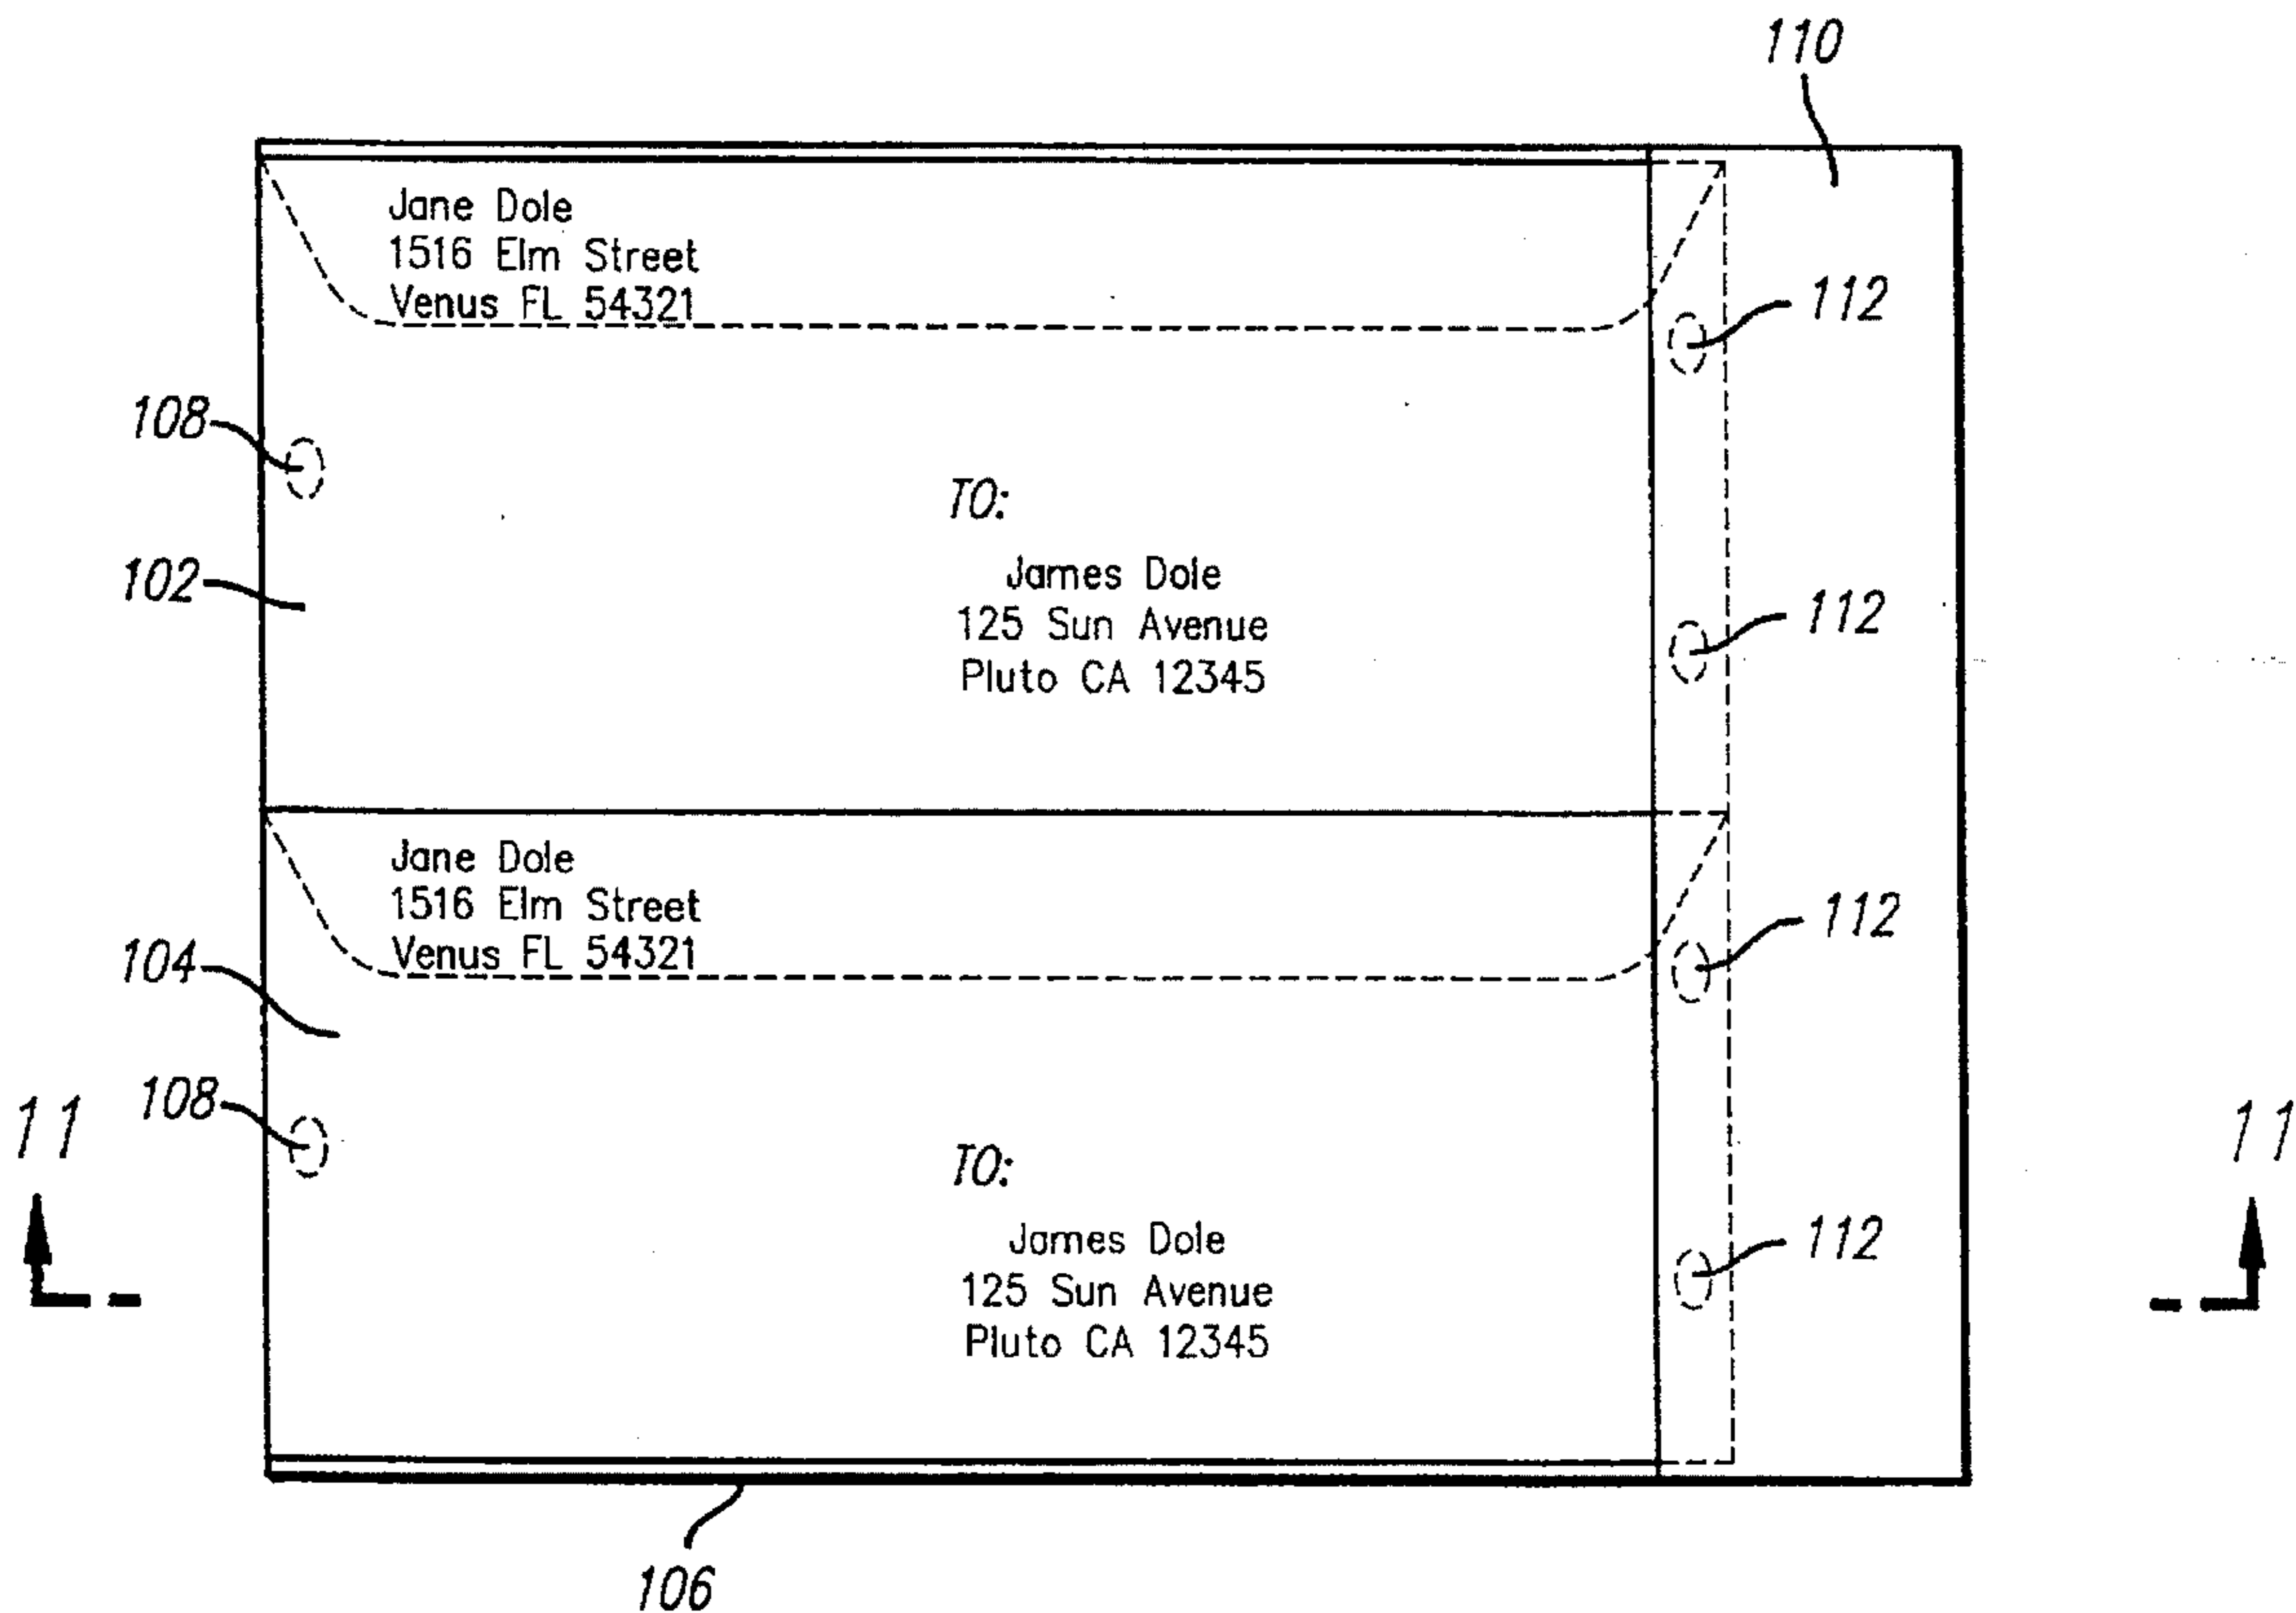 110
Jane Dole
1516 Elm Street
Venus FL 54321
112
108
TO:
102
James Dole
112
125 Sun Avenue
Pluto CA 12345
Jane Dole
1516 Elm Street
112
Venus FL 54321
104
108
11
11
TO:
James Dole
112
125 Sun Avenue
Pluto CA 12345
106